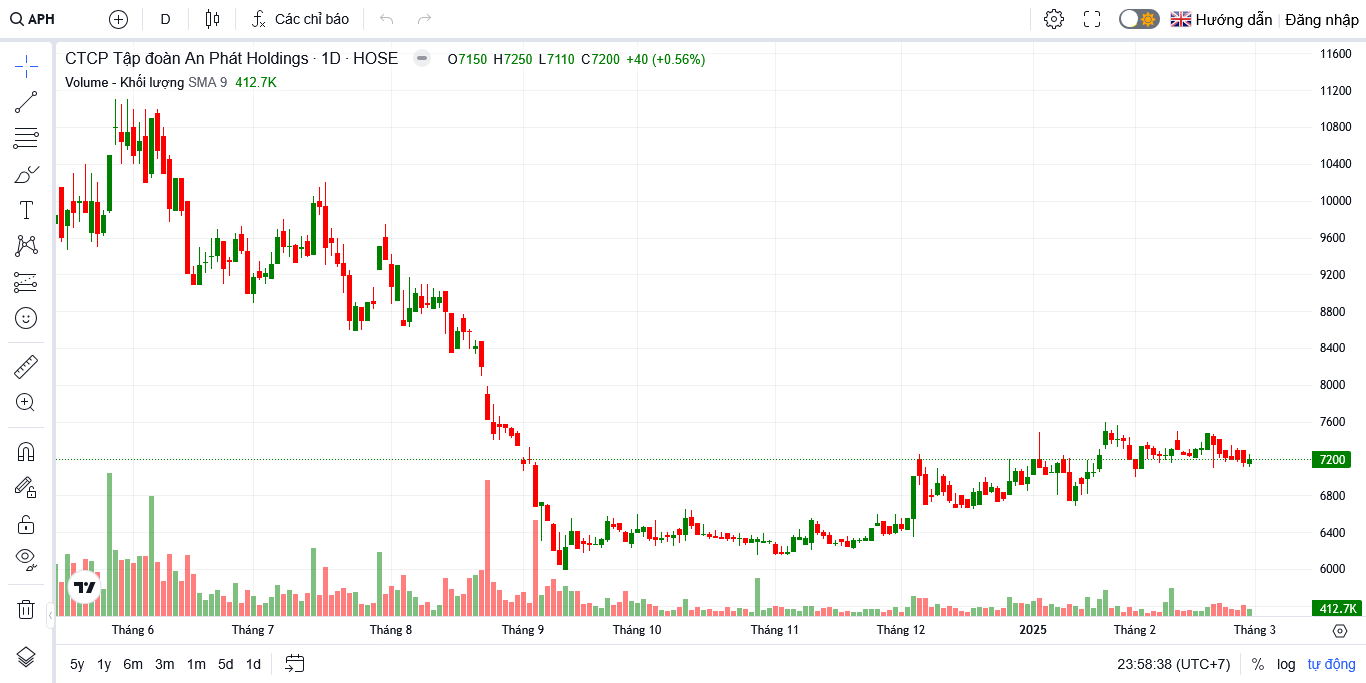 APH D Các chỉ báo Hướng dẫn Đăng nhập
CTCP Tập đoàn An Phát Holdings · 1D · HOSE O7150 H7250 L7110 C7200 +40 (+0.56%)
Volume - Khối lượng SMA 9 412.7K
11600
11200
10800
10400
10000
9600
9200
8800
8400
8000
7600
7200
6800
6400
6000
412.7K
Tháng 6 Tháng 7 Tháng 8 Tháng 9 Tháng 10 Tháng 11 Tháng 12 2025 Tháng 2 Tháng 3
5y 1y 6m 3m 1m 5d 1d 23:58:38 (UTC+7) % log tự động